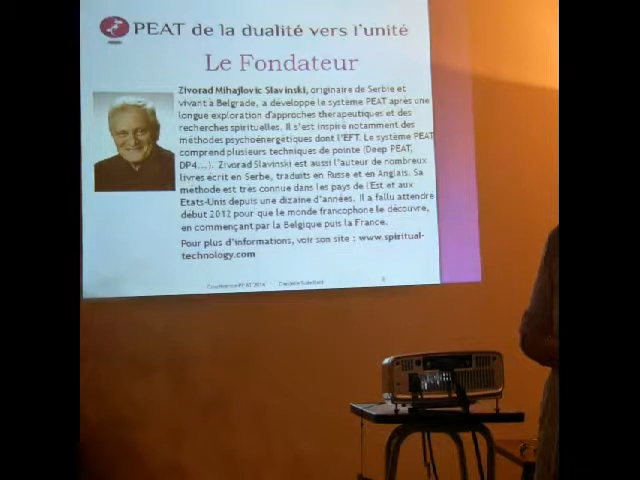 PEAT de la dualité vers l'unité
Le Fondateur
Zivorad Mihajlovic Slavinski, originaire de Serbie et
vivant à Belgrade, a développé le système PEAT après une
longue exploration d'approches thérapeutiques et des
recherches spirituelles. Il s'est inspiré notamment des
méthodes psychoénergétiques dont l'EFT. Le système PEAT
comprend plusieurs techniques de pointe (Deep PEAT,
DP4...). Zivorad Slavinski est aussi l'auteur de nombreux
livres écrit en Serbe, traduits en Russe et en Anglais. Sa
méthode est très connue dans les pays de l'Est et aux
Etats-Unis depuis une dizaine d'années. Il a fallu attendre
début 2012 pour que le monde francophone le découvre,
en commençant par la Belgique puis la France.
Pour plus d'informations, voir son site : www.spiritual-
technology.com
PEAT 2014